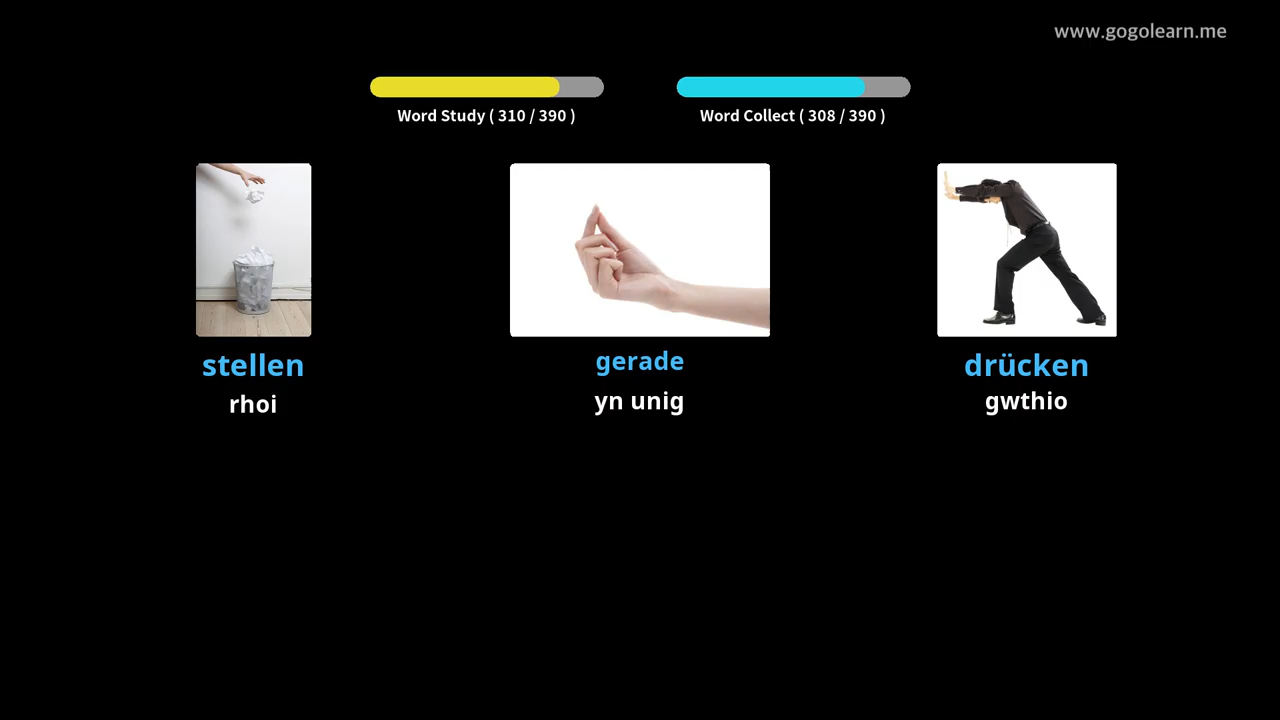 www.gogolearn.me
Word Study ( 310 / 390 )
Word Collect ( 308 / 390 )
stellen
rhoi
gerade
yn unig
drücken
gwthio